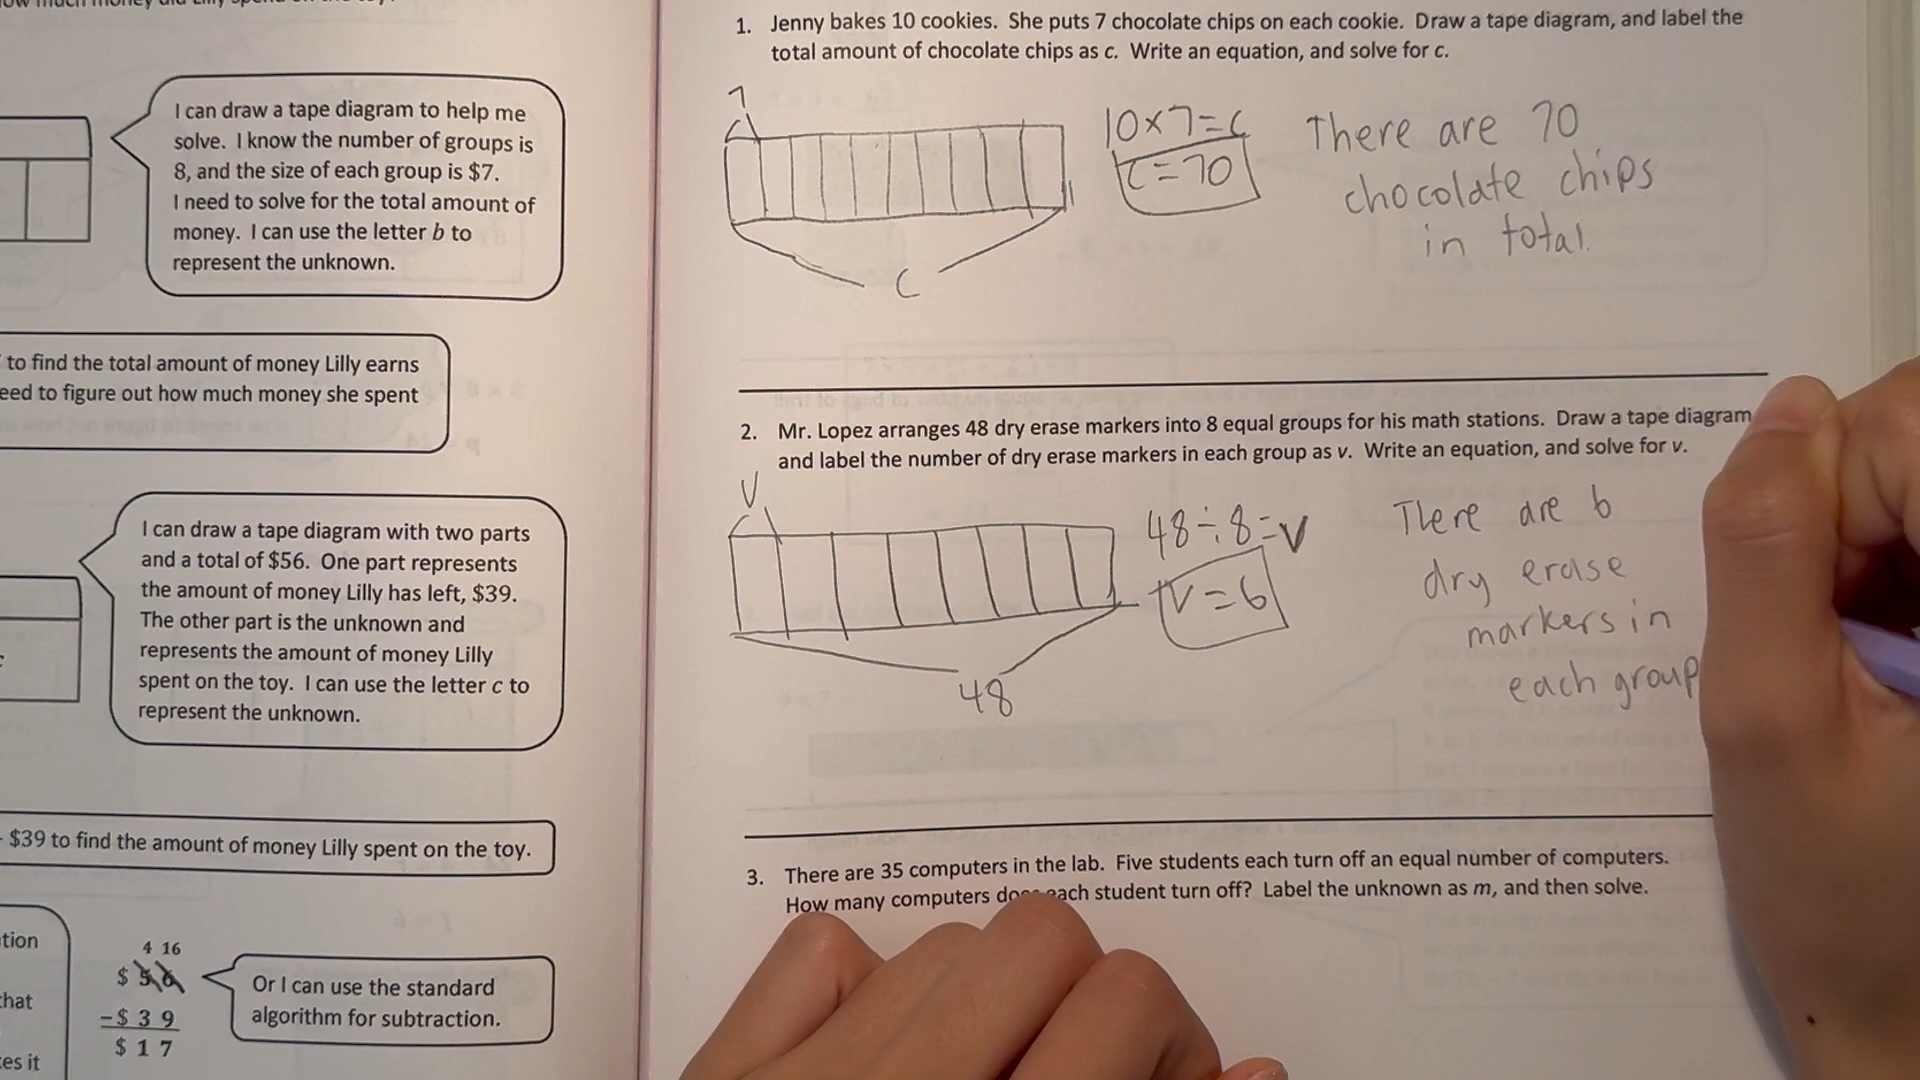 I can draw a tape diagram to help me
solve. I know the number of groups is
8, and the size of each group is $7.
I need to solve for the total amount of
money. I can use the letter b to
represent the unknown.
to find the total amount of money Lilly earns
eed to figure out how much money she spent
I can draw a tape diagram with two parts
and a total of $56. One part represents
the amount of money Lilly has left, $39.
The other part is the unknown and
represents the amount of money Lilly
spent on the toy. I can use the letter c to
represent the unknown.
$39 to find the amount of money Lilly spent on the toy.
tion
hat
es it
4 16
$ 5 6
−$ 3 9
$ 1 7
Or I can use the standard
algorithm for subtraction.
1. Jenny bakes 10 cookies. She puts 7 chocolate chips on each cookie. Draw a tape diagram, and label the
total amount of chocolate chips as c. Write an equation, and solve for c.
7
10×7=c
c=70
C
There are 70
chocolate chips
in total.
2. Mr. Lopez arranges 48 dry erase markers into 8 equal groups for his math stations. Draw a tape diagram
and label the number of dry erase markers in each group as v. Write an equation, and solve for v.
V
48÷8=v
v=6
48
There are 6
dry erase
markers in
each group
3. There are 35 computers in the lab. Five students each turn off an equal number of computers.
How many computers does each student turn off? Label the unknown as m, and then solve.